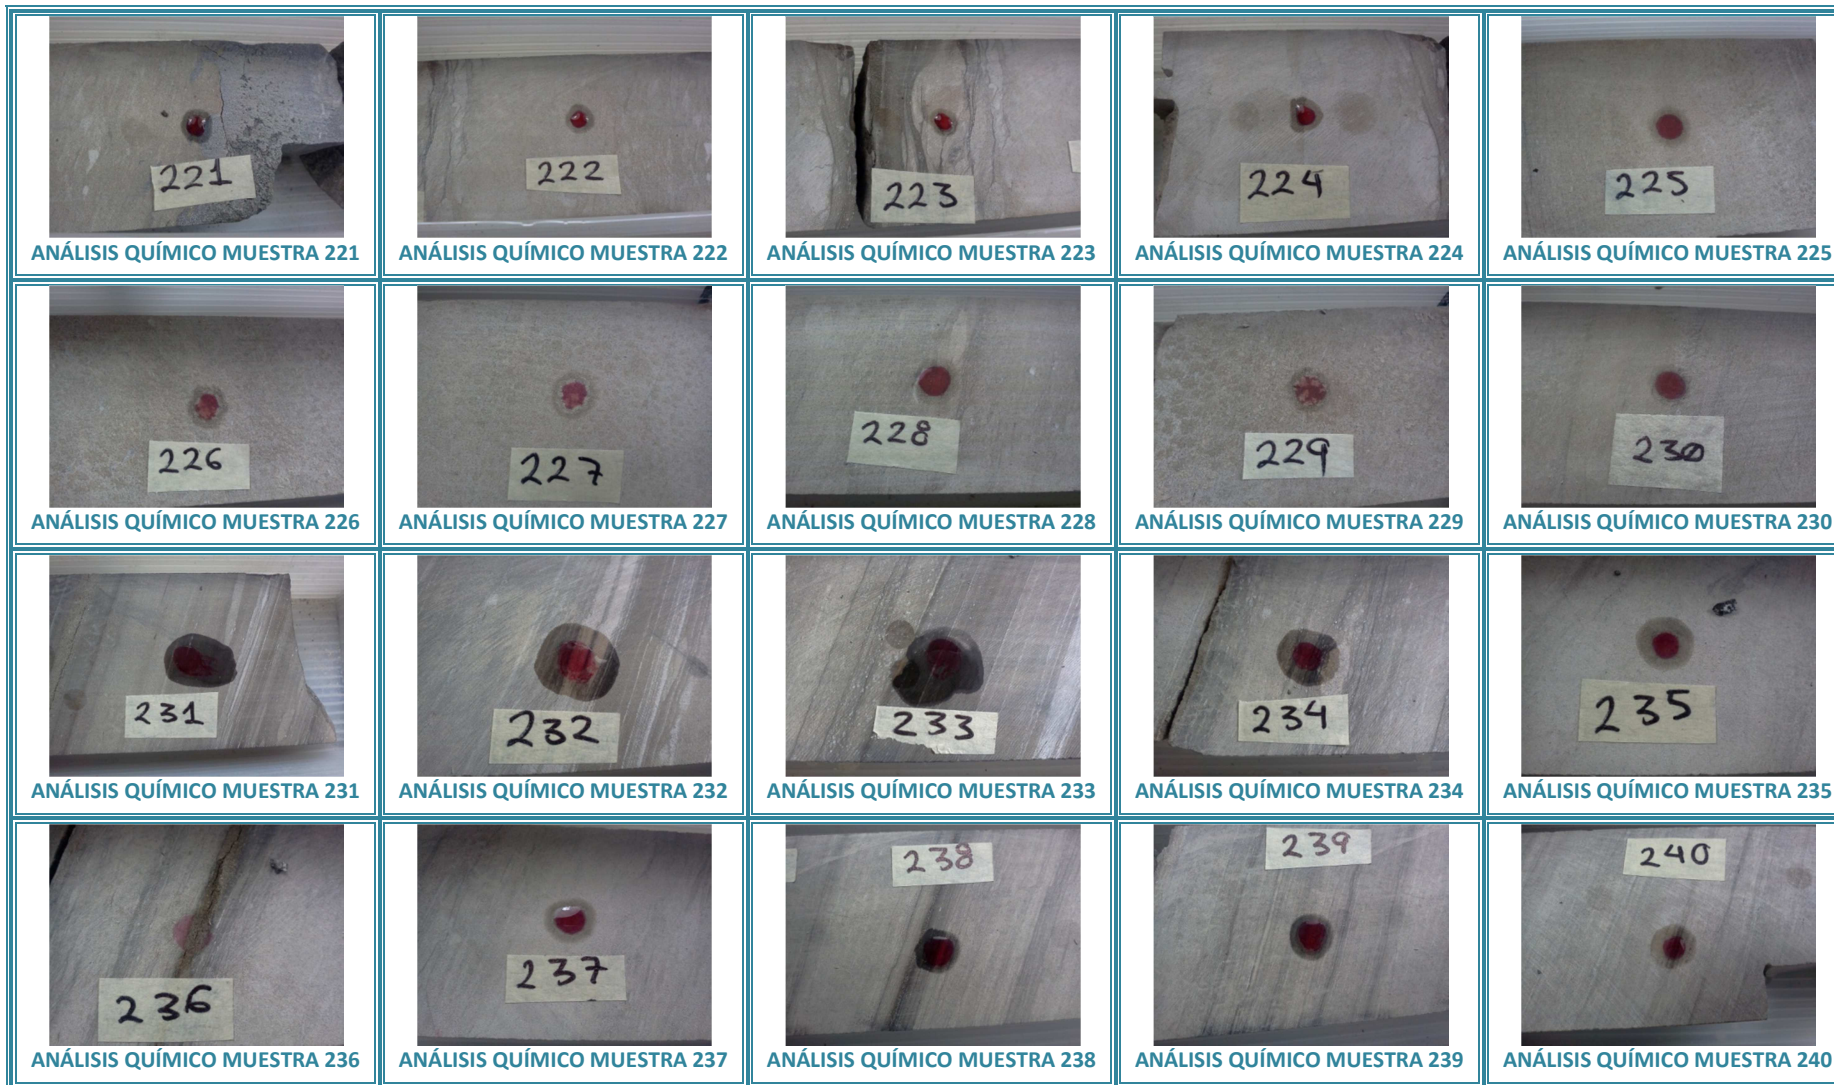 221
222
223
224
225
ANÁLISIS QUÍMICO MUESTRA 221
ANÁLISIS QUÍMICO MUESTRA 222
ANÁLISIS QUÍMICO MUESTRA 223
ANÁLISIS QUÍMICO MUESTRA 224
ANÁLISIS QUÍMICO MUESTRA 225
226
227
228
229
230
ANÁLISIS QUÍMICO MUESTRA 226
ANÁLISIS QUÍMICO MUESTRA 227
ANÁLISIS QUÍMICO MUESTRA 228
ANÁLISIS QUÍMICO MUESTRA 229
ANÁLISIS QUÍMICO MUESTRA 230
231
232
233
234
235
ANÁLISIS QUÍMICO MUESTRA 231
ANÁLISIS QUÍMICO MUESTRA 232
ANÁLISIS QUÍMICO MUESTRA 233
ANÁLISIS QUÍMICO MUESTRA 234
ANÁLISIS QUÍMICO MUESTRA 235
236
237
238
239
240
ANÁLISIS QUÍMICO MUESTRA 236
ANÁLISIS QUÍMICO MUESTRA 237
ANÁLISIS QUÍMICO MUESTRA 238
ANÁLISIS QUÍMICO MUESTRA 239
ANÁLISIS QUÍMICO MUESTRA 240